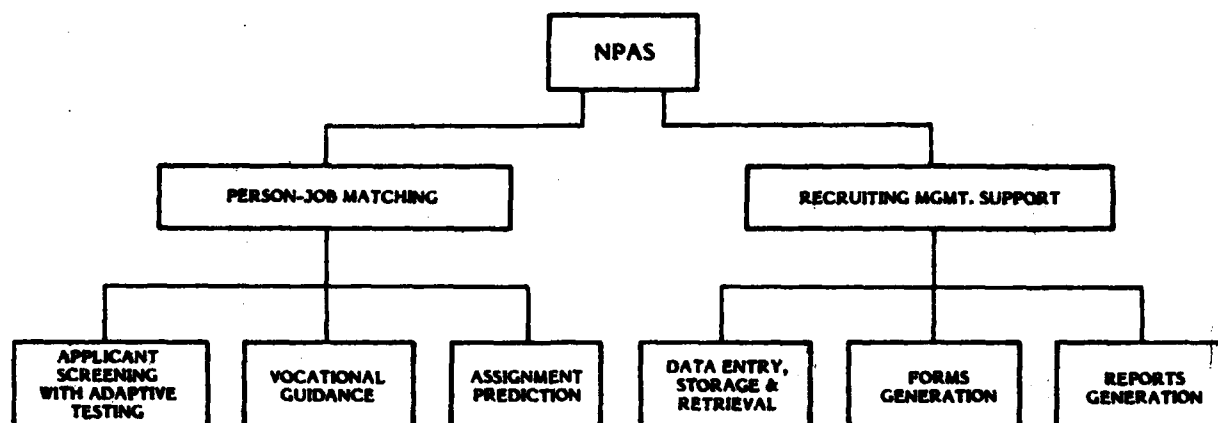 NPAS
PERSON-JOB MATCHING
RECRUITING MGMT. SUPPORT
APPLICANT
SCREENING
WITH ADAPTIVE
TESTING
VOCATIONAL
GUIDANCE
ASSIGNMENT
PREDICTION
DATA ENTRY,
STORAGE &
RETRIEVAL
FORMS
GENERATION
REPORTS
GENERATION